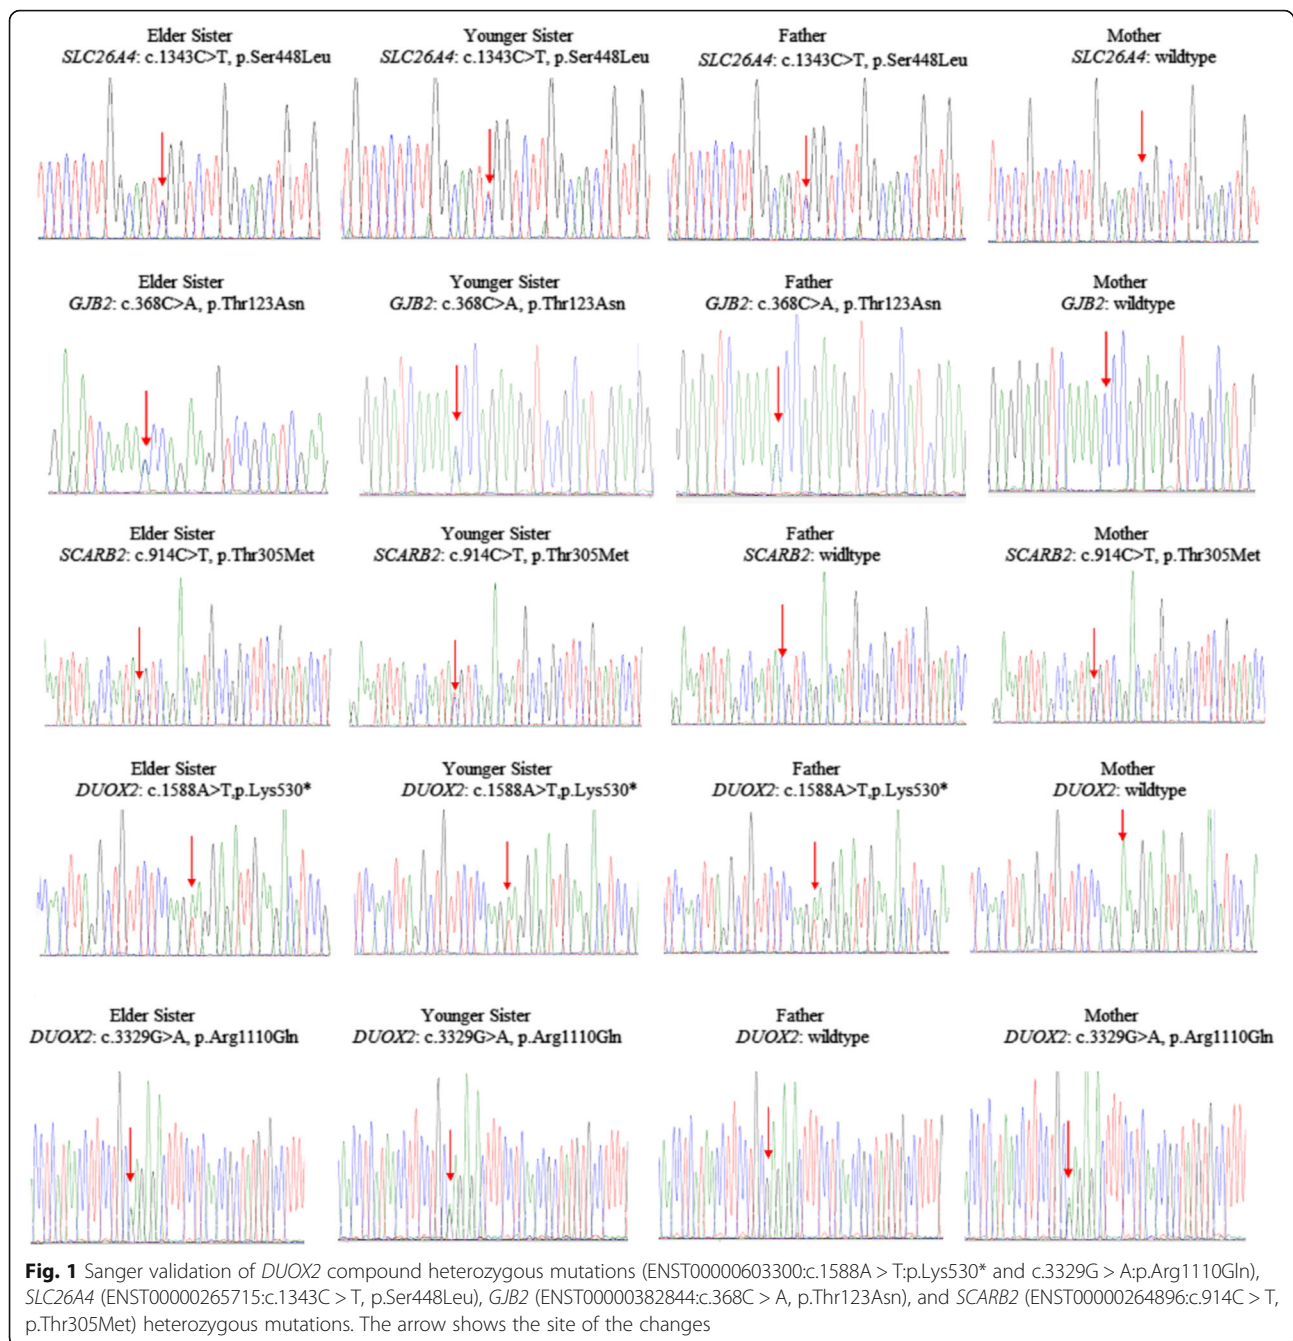 Elder Sister
SLC26A4: c.1343C>T, p.Ser448Leu
Younger Sister
SLC26A4: c.1343C>T, p.Ser448Leu
Father
SLC26A4: c.1343C>T, p.Ser448Leu
Mother
SLC26A4: wildtype
Elder Sister
GJB2: c.368C>A, p.Thr123Asn
Younger Sister
GJB2: c.368C>A, p.Thr123Asn
Father
GJB2: c.368C>A, p.Thr123Asn
Mother
GJB2: wildtype
Elder Sister
SCARB2: c.914C>T, p.Thr305Met
Younger Sister
SCARB2: c.914C>T, p.Thr305Met
Father
SCARB2: widltype
Mother
SCARB2: c.914C>T, p.Thr305Met
Elder Sister
DUOX2: c.1588A>T,p.Lys530*
Younger Sister
DUOX2: c.1588A>T,p.Lys530*
Father
DUOX2: c.1588A>T,p.Lys530*
Mother
DUOX2: wildtype
Elder Sister
DUOX2: c.3329G>A, p.Arg1110Gln
Younger Sister
DUOX2: c.3329G>A, p.Arg1110Gln
Father
DUOX2: wildtype
Mother
DUOX2: c.3329G>A, p.Arg1110Gln
Fig. 1 Sanger validation of DUOX2 compound heterozygous mutations (ENST00000603300:c.1588A > T:p.Lys530* and c.3329G > A:p.Arg1110Gln),
SLC26A4 (ENST00000265715:c.1343C > T, p.Ser448Leu), GJB2 (ENST00000382844:c.368C > A, p.Thr123Asn), and SCARB2 (ENST00000264896:c.914C > T,
p.Thr305Met) heterozygous mutations. The arrow shows the site of the changes